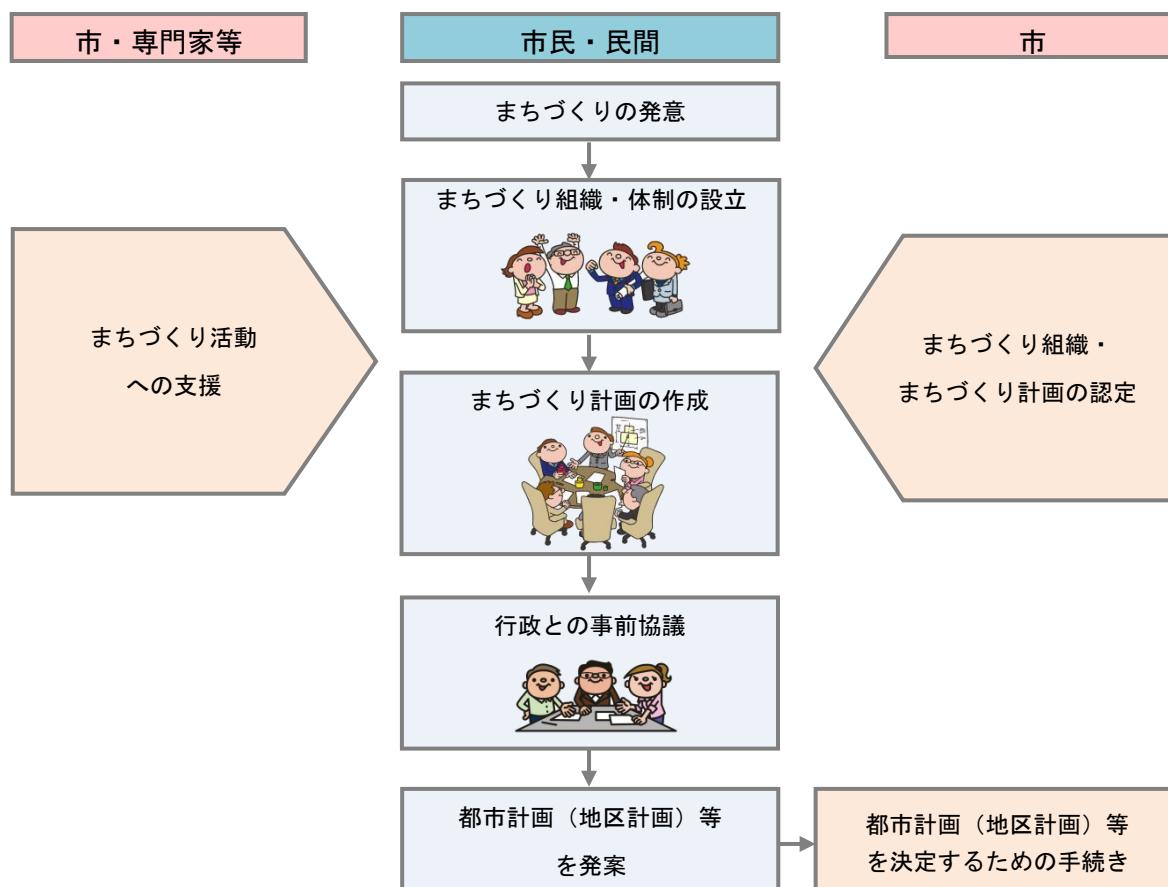 市・専門家等
市民・民間
市
まちづくりの発意
まちづくり組織・体制の設立
まちづくり活動
への支援
まちづくり組織・
まちづくり計画の認定
まちづくり計画の作成
行政との事前協議
都市計画（地区計画）等
を発案
都市計画（地区計画）等
を決定するための手続き